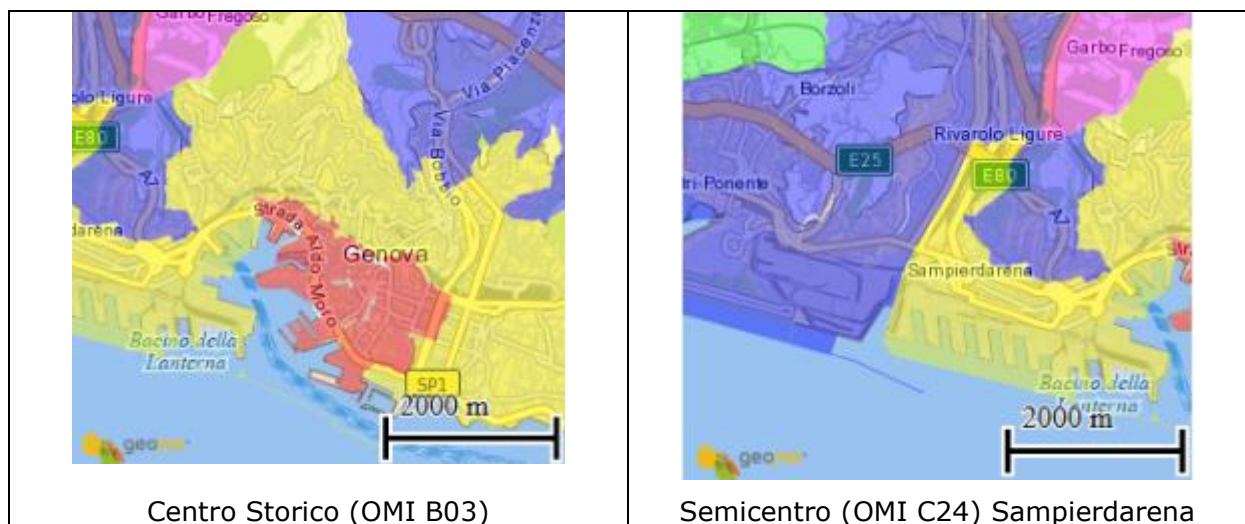 Garbo Fregoso
olo Ligure
Via Piacenza
E80
Via Bobbio
A7
darena
Strada Aldo Moro
Genova
Bacino della
Lanterna
SP1
2000 m
geo
Centro Storico (OMI B03)
Garbo Fregoso
Borzoli
Rivarolo Ligure
E25
E80
tri Ponente
A7
Sampierdarena
Bacino della
Lanterna
2000 m
geo
Semicentro (OMI C24) Sampierdarena